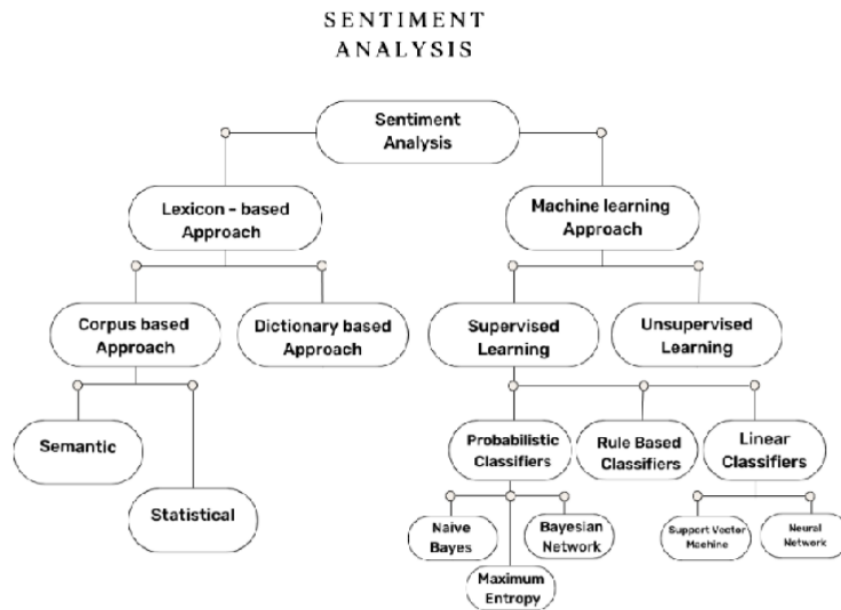 SENTIMENT
ANALYSIS
Sentiment
Analysis
Lexicon - based
Approach
Machine learning
Approach
Corpus based
Approach
Dictionary based
Approach
Supervised
Learning
Unsupervised
Learning
Semantic
Statistical
Probabilistic
Classifiers
Rule Based
Classifiers
Linear
Classifiers
Naive
Bayes
Maximum
Entropy
Bayesian
Network
Support Vector
Machine
Neural
Network